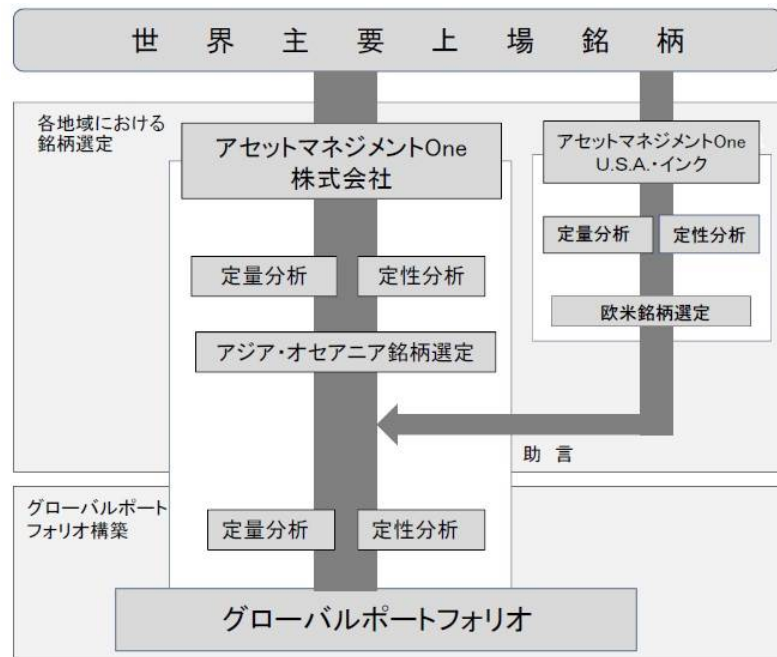 世界主要上場銘柄
各地域における
銘柄選定
アセットマネジメントOne
株式会社
アセットマネジメントOne
U.S.A.・インク
定量分析
定性分析
定量分析
定性分析
欧米銘柄選定
アジア・オセアニア銘柄選定
助言
グローバルポート
フォリオ構築
定量分析
定性分析
グローバルポートフォリオ